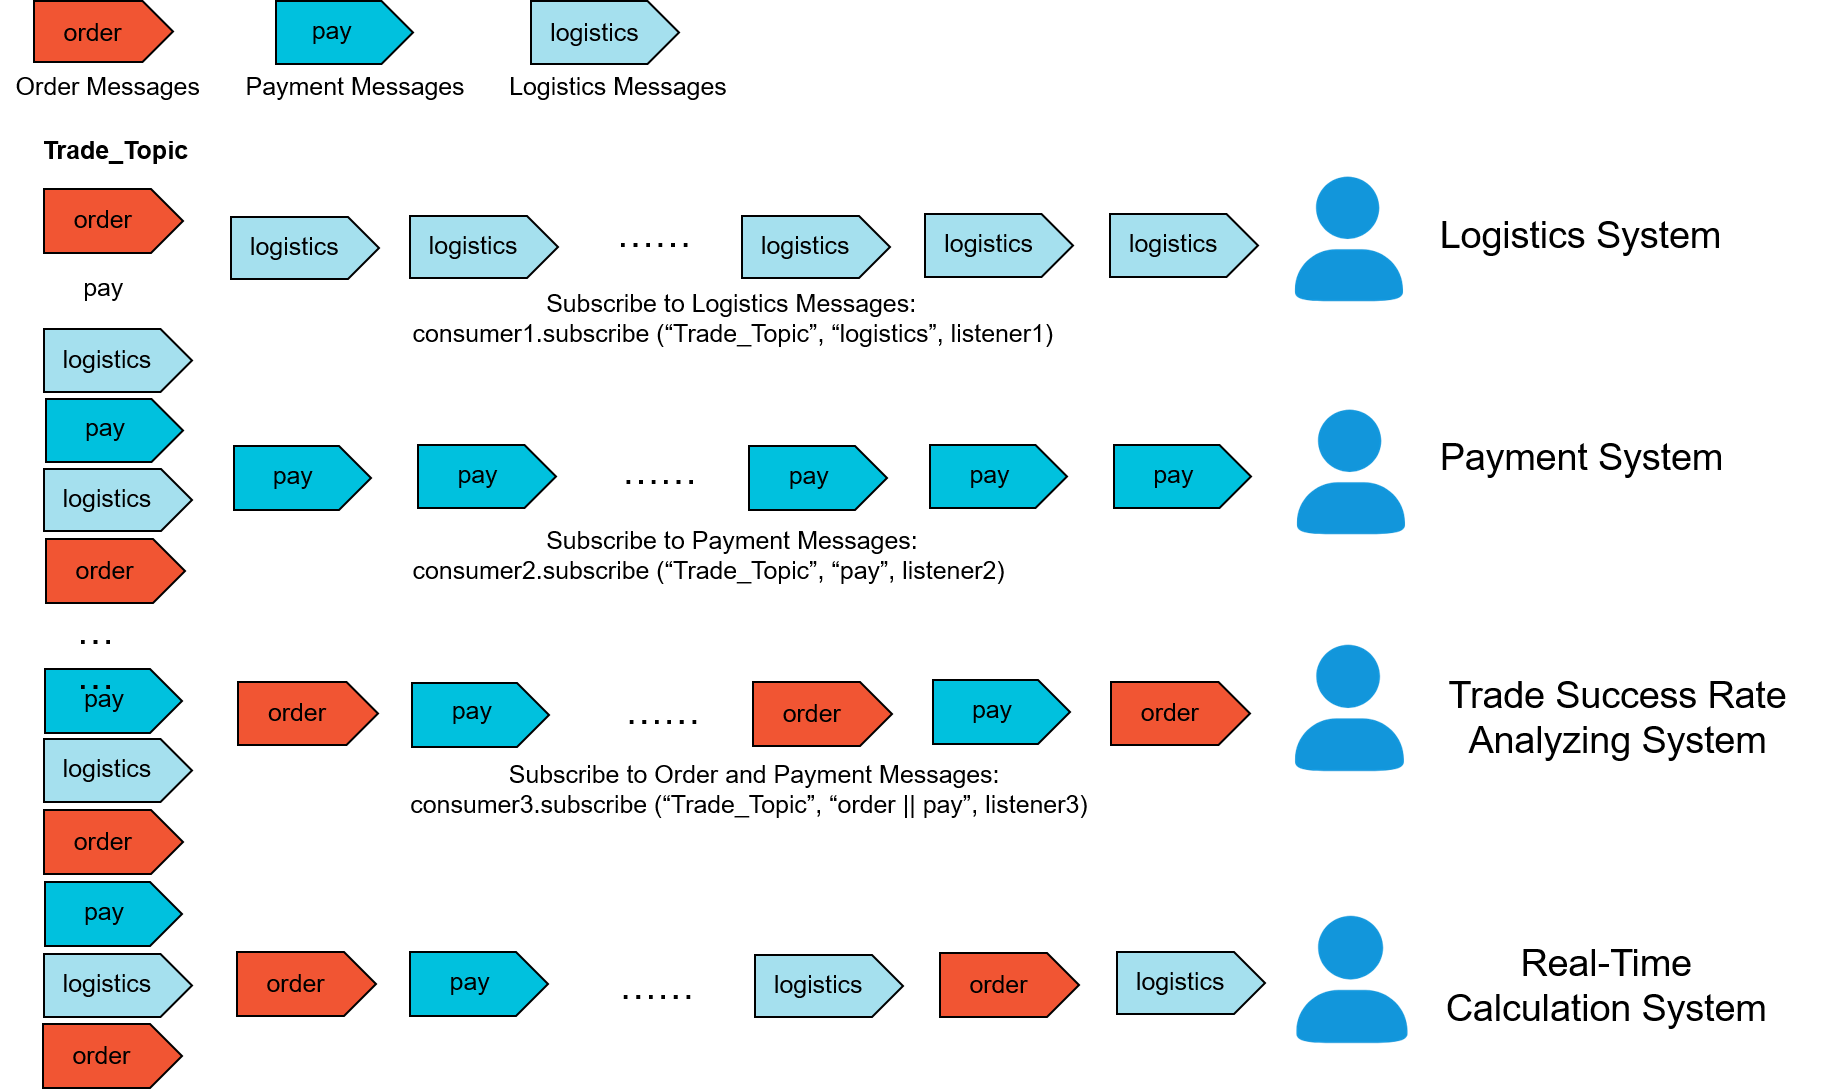 order
pay
logistics
Order Messages
Payment Messages
Logistics Messages
Trade_Topic
order
pay
logistics
pay
logistics
order
...
...
pay
logistics
order
pay
logistics
order
logistics
logistics
......
logistics
logistics
logistics
Logistics System
Subscribe to Logistics Messages:
consumer1.subscribe (“Trade_Topic”, “logistics”, listener1)
pay
pay
......
pay
pay
pay
Payment System
Subscribe to Payment Messages:
consumer2.subscribe (“Trade_Topic”, “pay”, listener2)
order
pay
......
order
pay
order
Trade Success Rate
Analyzing System
Subscribe to Order and Payment Messages:
consumer3.subscribe (“Trade_Topic”, “order || pay”, listener3)
order
pay
......
logistics
order
logistics
Real-Time
Calculation System